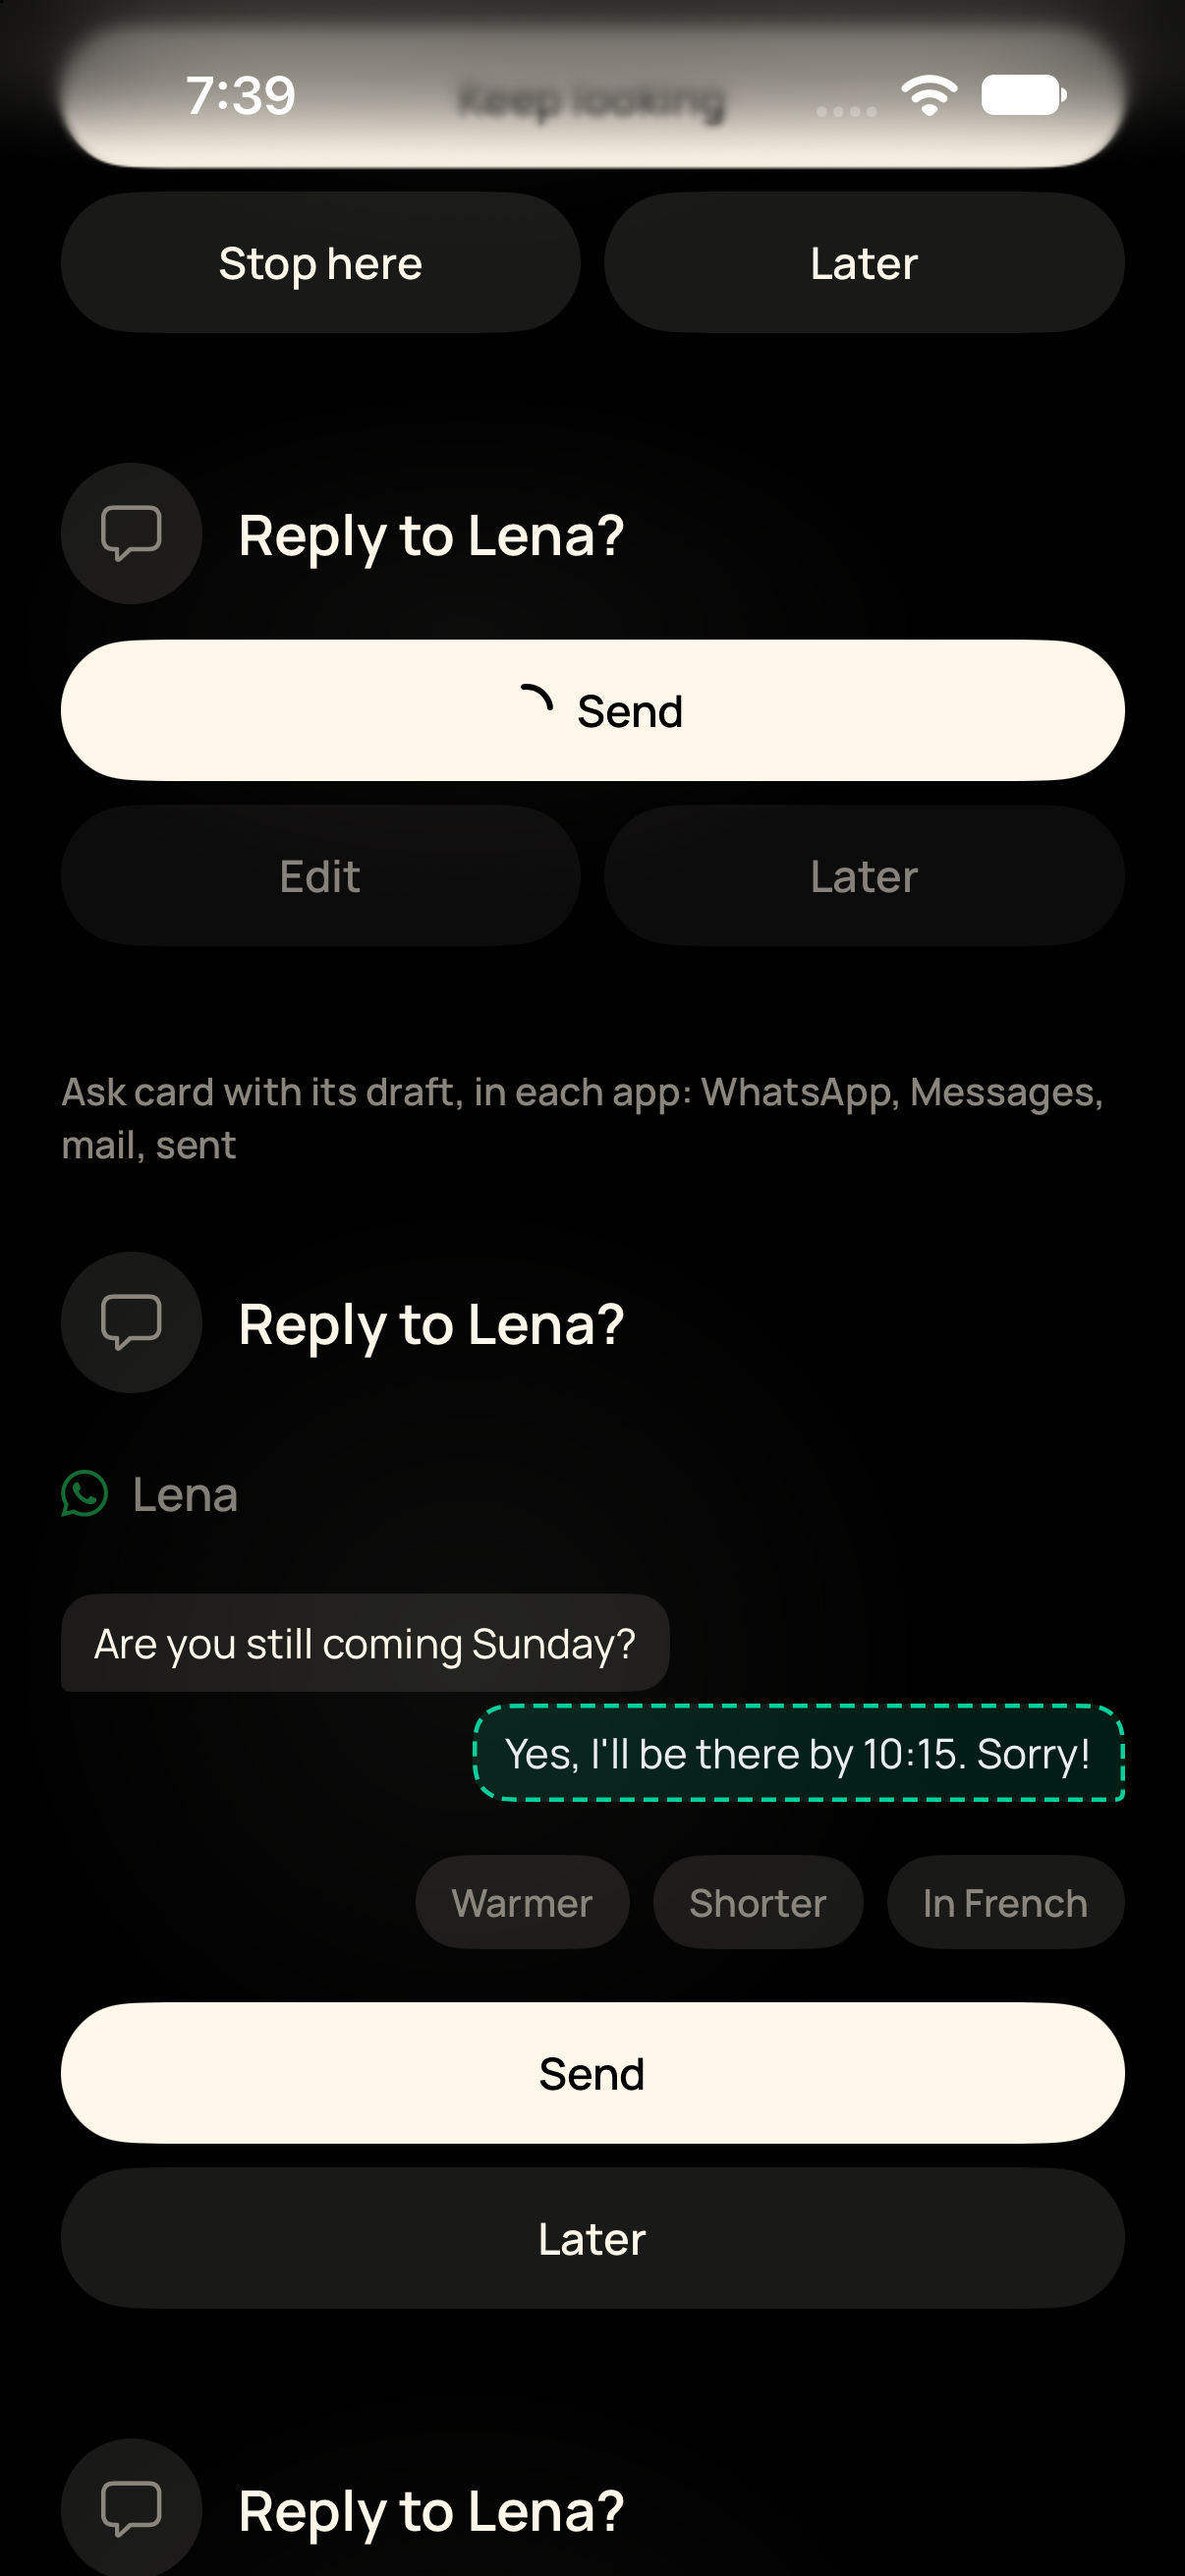 7:39
Keep looking
Stop here
Later
Reply to Lena?
Send
Edit
Later
Ask card with its draft, in each app: WhatsApp, Messages,
mail, sent
Reply to Lena?
Lena
Are you still coming Sunday?
Yes, I'll be there by 10:15. Sorry!
Warmer
Shorter
In French
Send
Later
Reply to Lena?